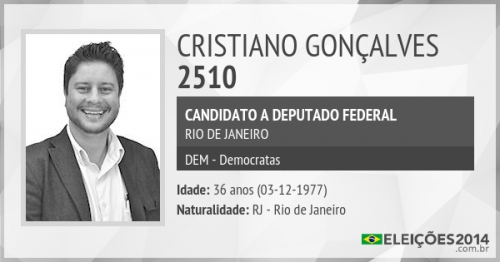 CRISTIANO GONÇALVES
2510
CANDIDATO A DEPUTADO FEDERAL
RIO DE JANEIRO
DEM - Democratas
Idade: 36 anos (03-12-1977)
Naturalidade: RJ - Rio de Janeiro
ELEIÇÕES2014
.com.br